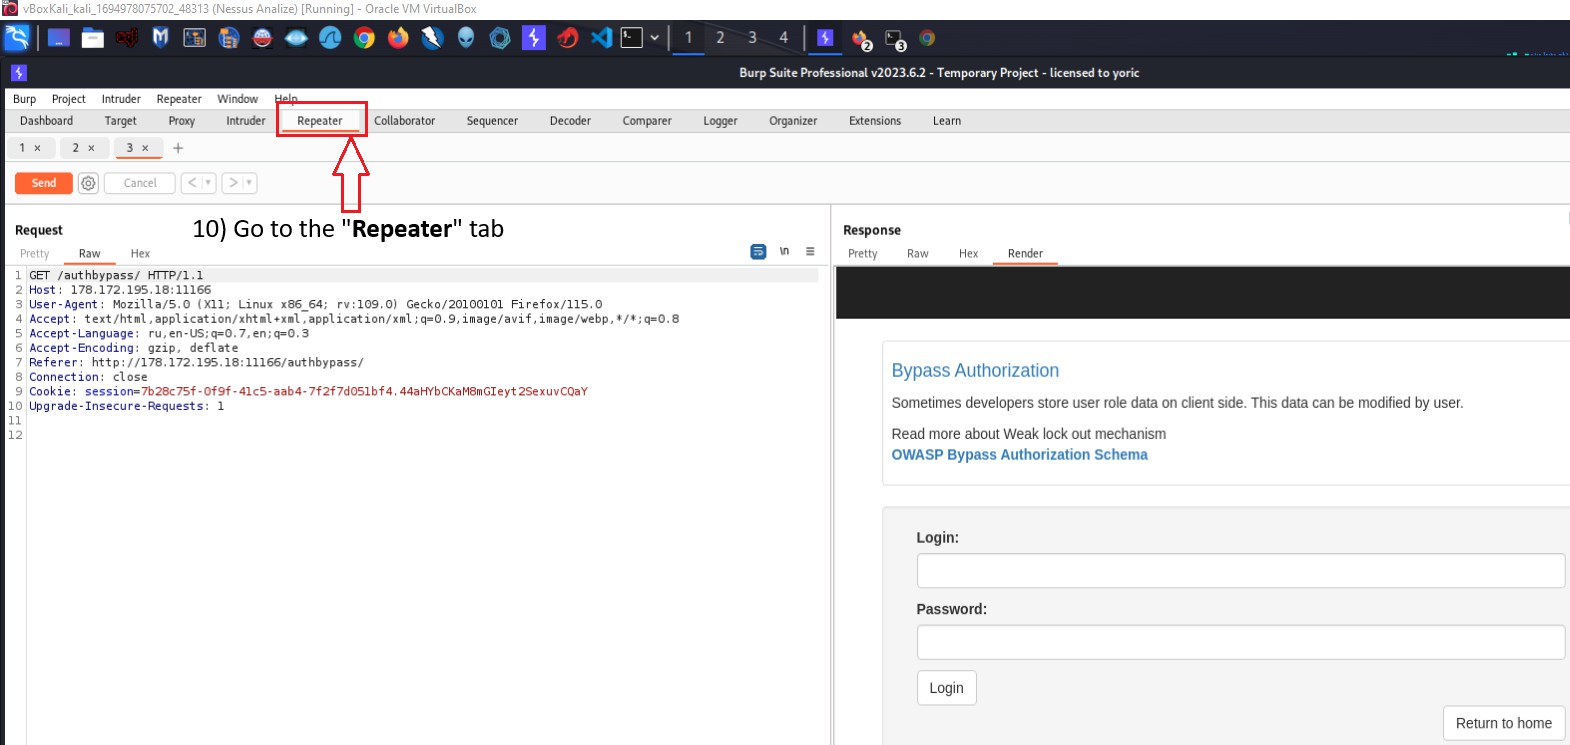 vBoxKali_kali_1694978075702_48313 (Nessus Analize) [Running] - Oracle VM VirtualBox
1 2 3 4 2 3
Burp Suite Professional v2023.6.2 - Temporary Project - licensed to yoric
Burp Project Intruder Repeater Window Help
Dashboard Target Proxy Intruder Repeater Collaborator Sequencer Decoder Comparer Logger Organizer Extensions Learn
1 × 2 × 3 × +
Send Cancel < >
10) Go to the "Repeater" tab
Request
Pretty Raw Hex \n
1 GET /authbypass/ HTTP/1.1
2 Host: 178.172.195.18:11166
3 User-Agent: Mozilla/5.0 (X11; Linux x86_64; rv:109.0) Gecko/20100101 Firefox/115.0
4 Accept: text/html,application/xhtml+xml,application/xml;q=0.9,image/avif,image/webp,*/*;q=0.8
5 Accept-Language: ru,en-US;q=0.7,en;q=0.3
6 Accept-Encoding: gzip, deflate
7 Referer: http://178.172.195.18:11166/authbypass/
8 Connection: close
9 Cookie: session=7b28c75f-0f9f-41c5-aab4-7f2f7d051bf4.44aHYbCKaM8mGIeyt2SexuvCQaY
10 Upgrade-Insecure-Requests: 1
11
12
Response
Pretty Raw Hex Render
Bypass Authorization
Sometimes developers store user role data on client side. This data can be modified by user.
Read more about Weak lock out mechanism
OWASP Bypass Authorization Schema
Login:
Password:
Login
Return to home